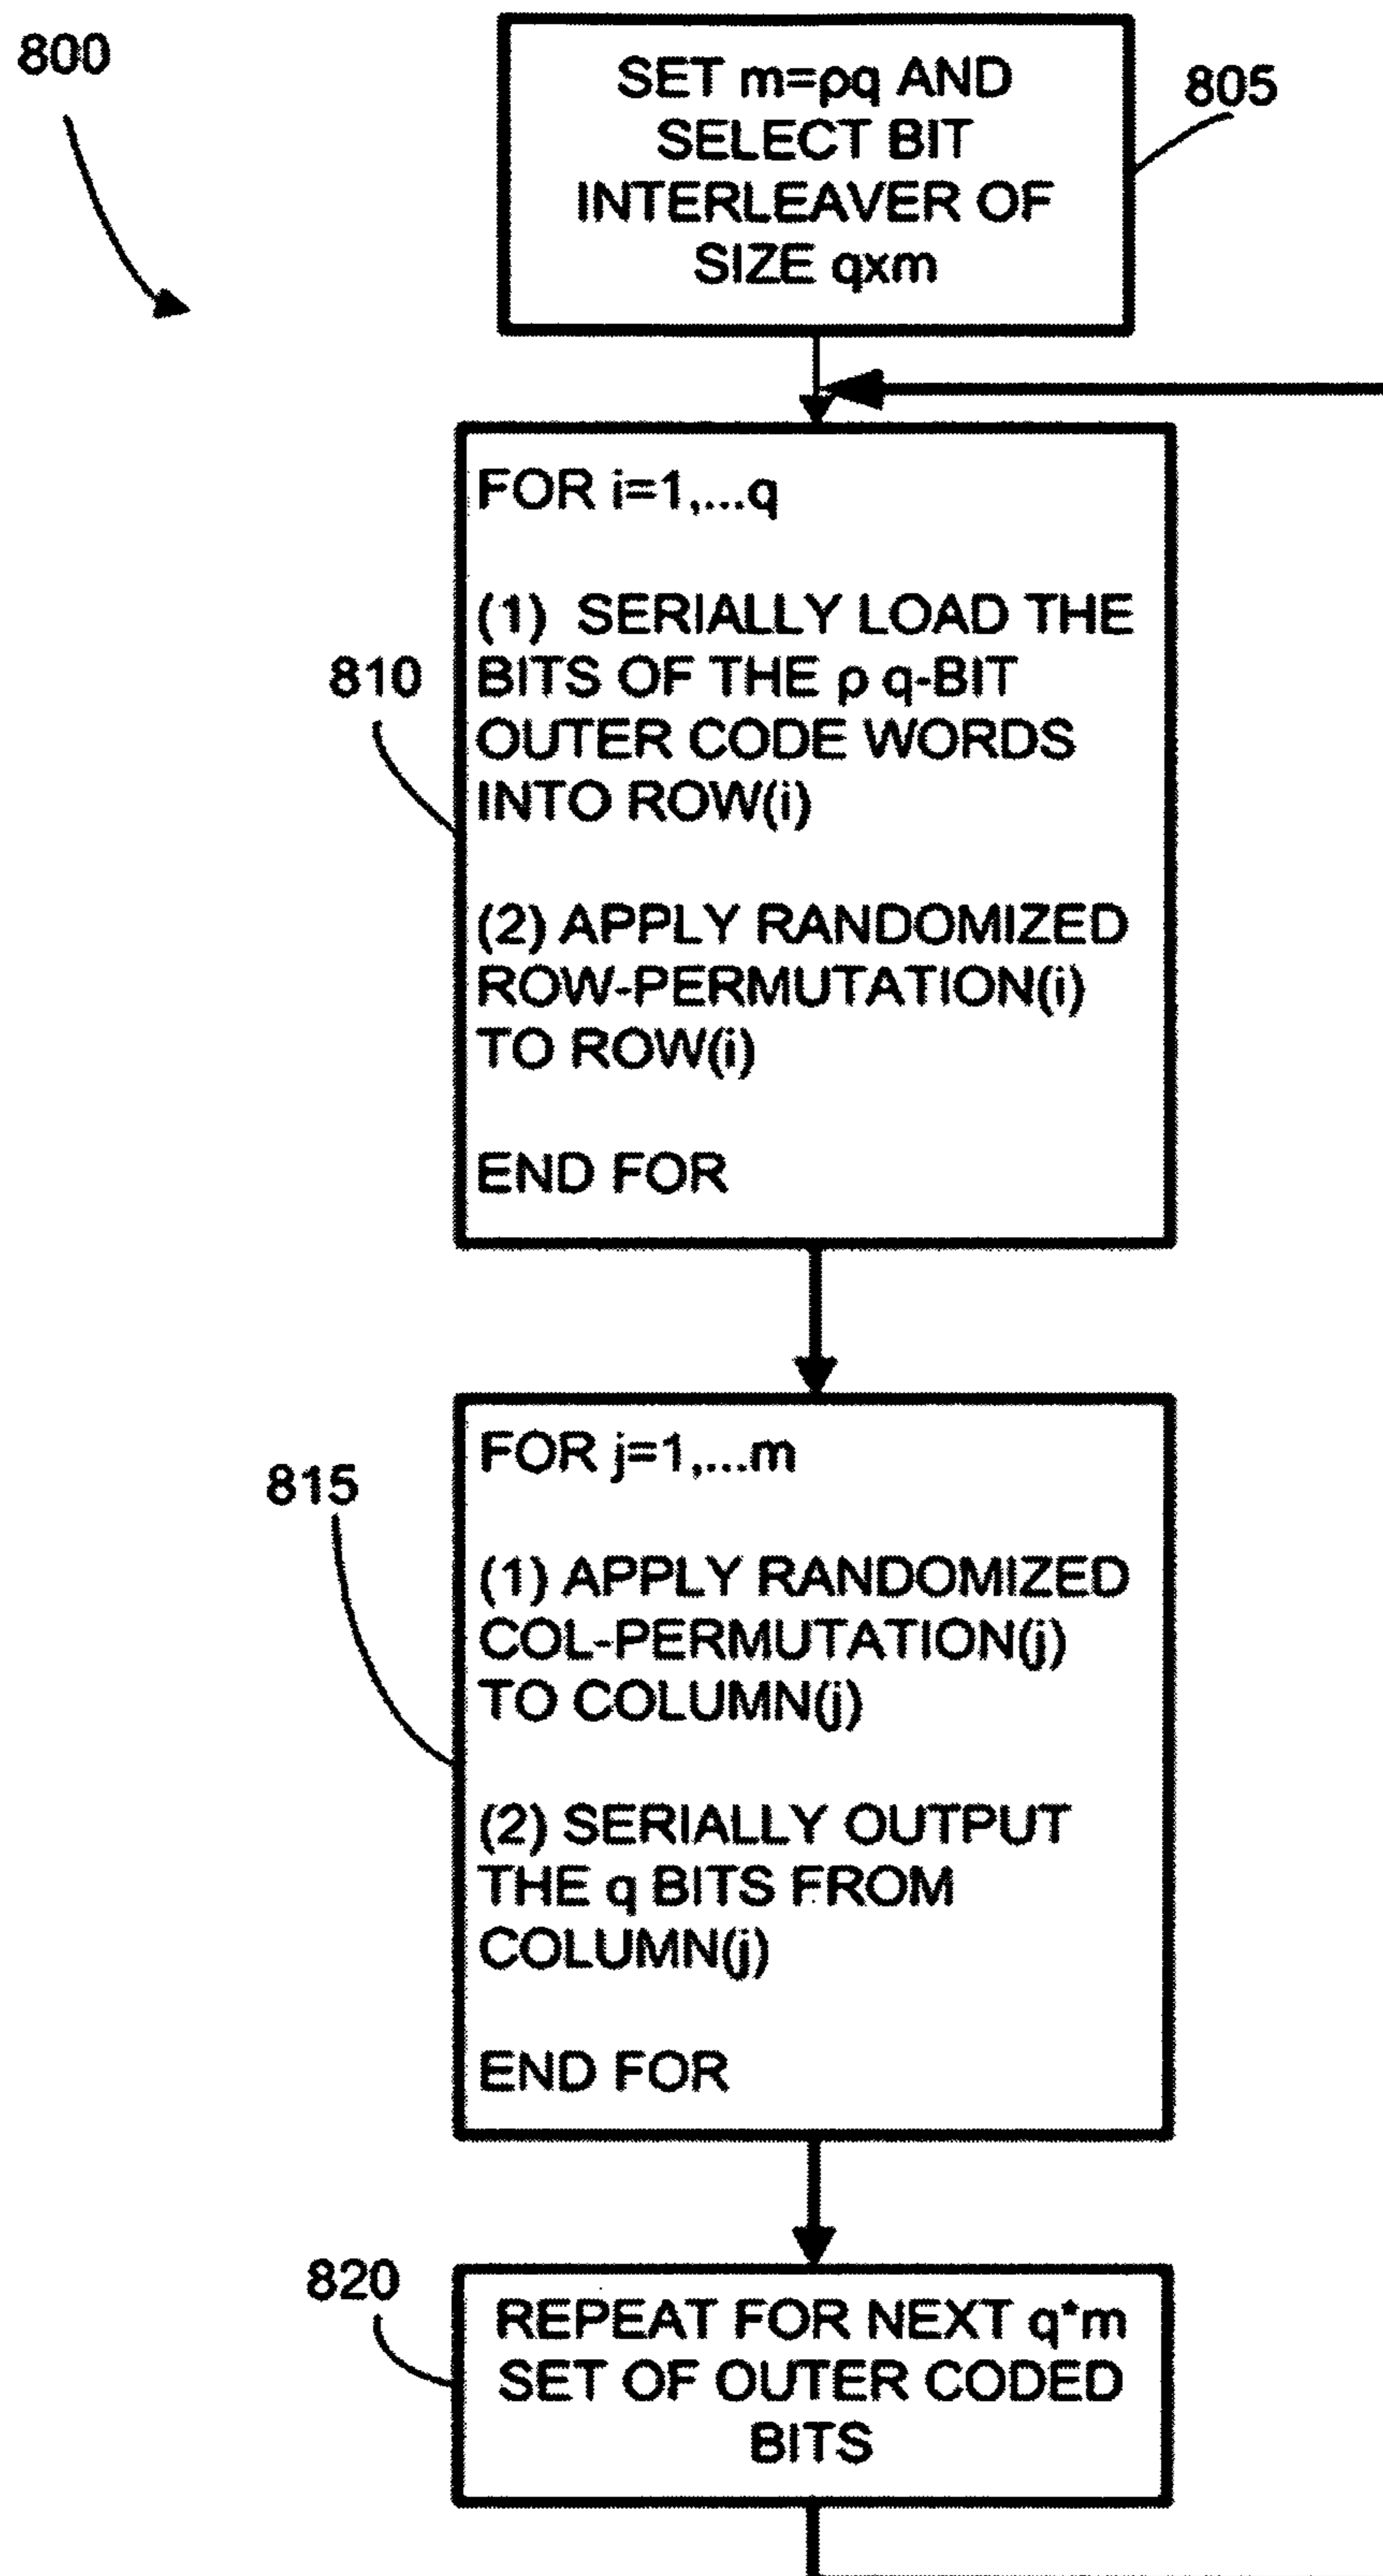 800
SET m=ρq AND
SELECT BIT
INTERLEAVER OF
SIZE qxm
805
FOR i=1,...q
(1) SERIALLY LOAD THE
BITS OF THE ρ q-BIT
OUTER CODE WORDS
INTO ROW(i)
810
(2) APPLY RANDOMIZED
ROW-PERMUTATION(i)
TO ROW(i)
END FOR
FOR j=1,...m
815
(1) APPLY RANDOMIZED
COL-PERMUTATION(j)
TO COLUMN(j)
(2) SERIALLY OUTPUT
THE q BITS FROM
COLUMN(j)
END FOR
820
REPEAT FOR NEXT q*m
SET OF OUTER CODED
BITS